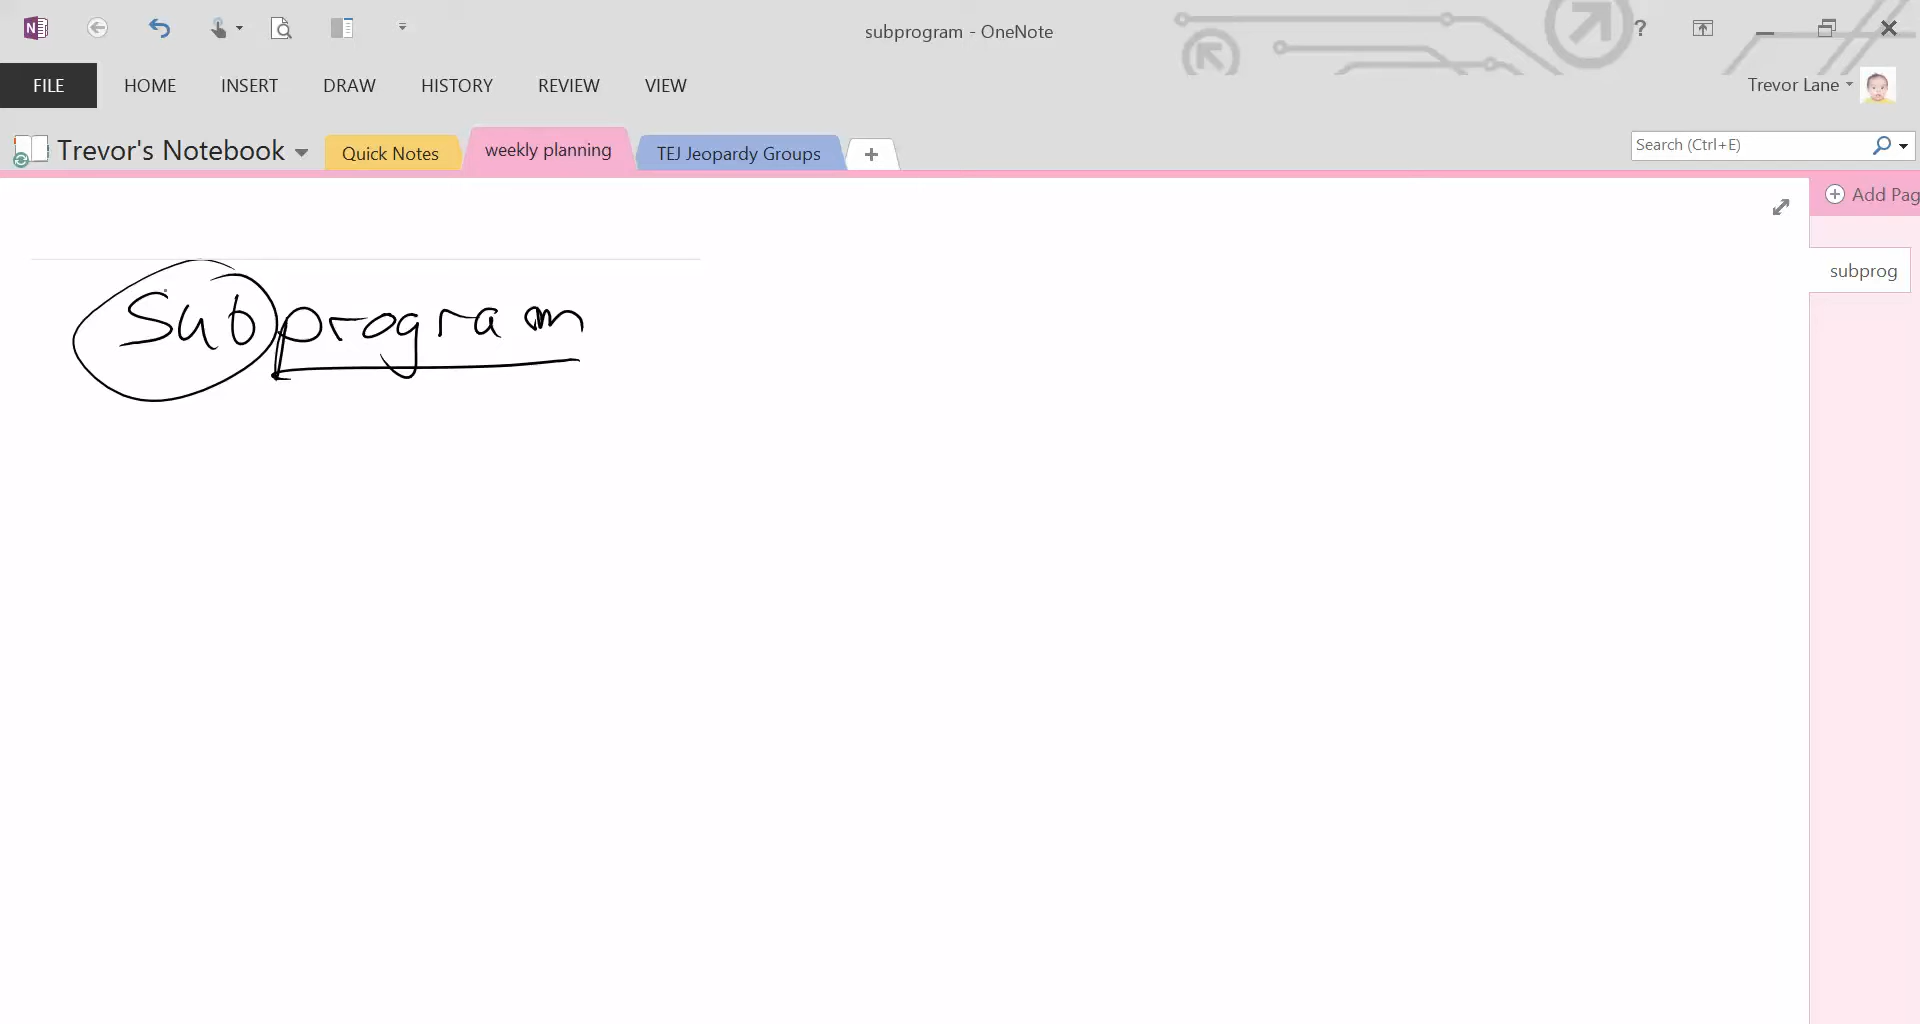 subprogram - OneNote
?
FILE HOME INSERT DRAW HISTORY REVIEW VIEW
Trevor Lane
Trevor's Notebook
Quick Notes
weekly planning
TEJ Jeopardy Groups
+
Search (Ctrl+E)
Add Pag
subprog
Subprogram